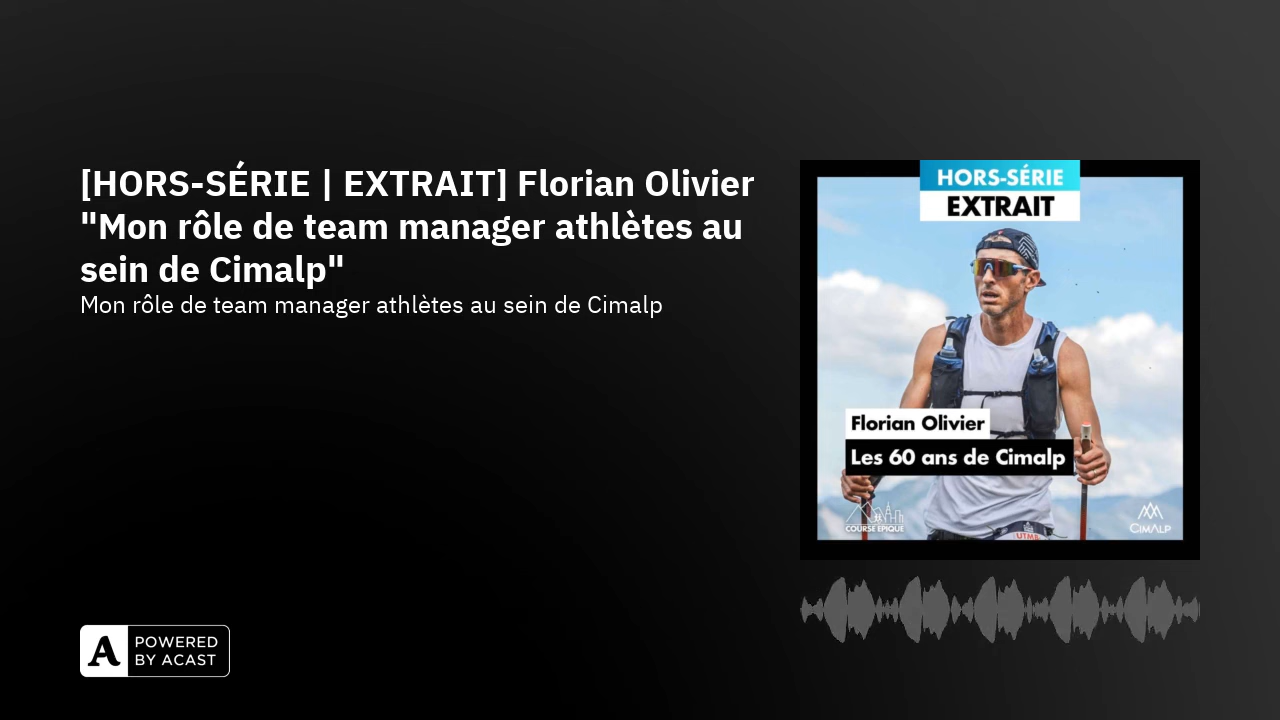 [HORS-SÉRIE | EXTRAIT] Florian Olivier
"Mon rôle de team manager athlètes au
sein de Cimalp"
Mon rôle de team manager athlètes au sein de Cimalp
HORS-SÉRIE
EXTRAIT
Florian Olivier
Les 60 ans de Cimalp
COURSE EPIQUE
CIMALP
UTMB
A POWERED
BY ACAST